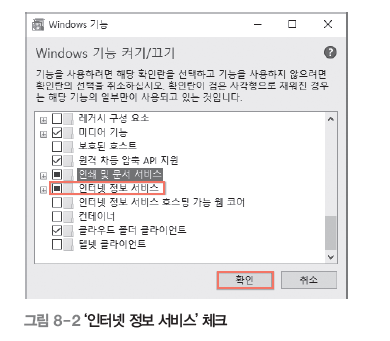 Windows 기능
Windows 기능 켜기/끄기
기능을 사용하려면 해당 확인란을 선택하고 기능을 사용하지 않으려면
확인란의 선택을 취소하십시오. 확인란이 검은 사각형으로 채워진 경우
는 해당 기능의 일부만이 사용되고 있는 것입니다.
레거시 구성 요소
미디어 기능
보호된 호스트
원격 차등 압축 API 지원
인쇄 및 문서 서비스
인터넷 정보 서비스
인터넷 정보 서비스 호스팅 가능 웹 코어
컨테이너
클라우드 폴더 클라이언트
텔넷 클라이언트
확인
취소
그림 8-2 '인터넷 정보 서비스' 체크